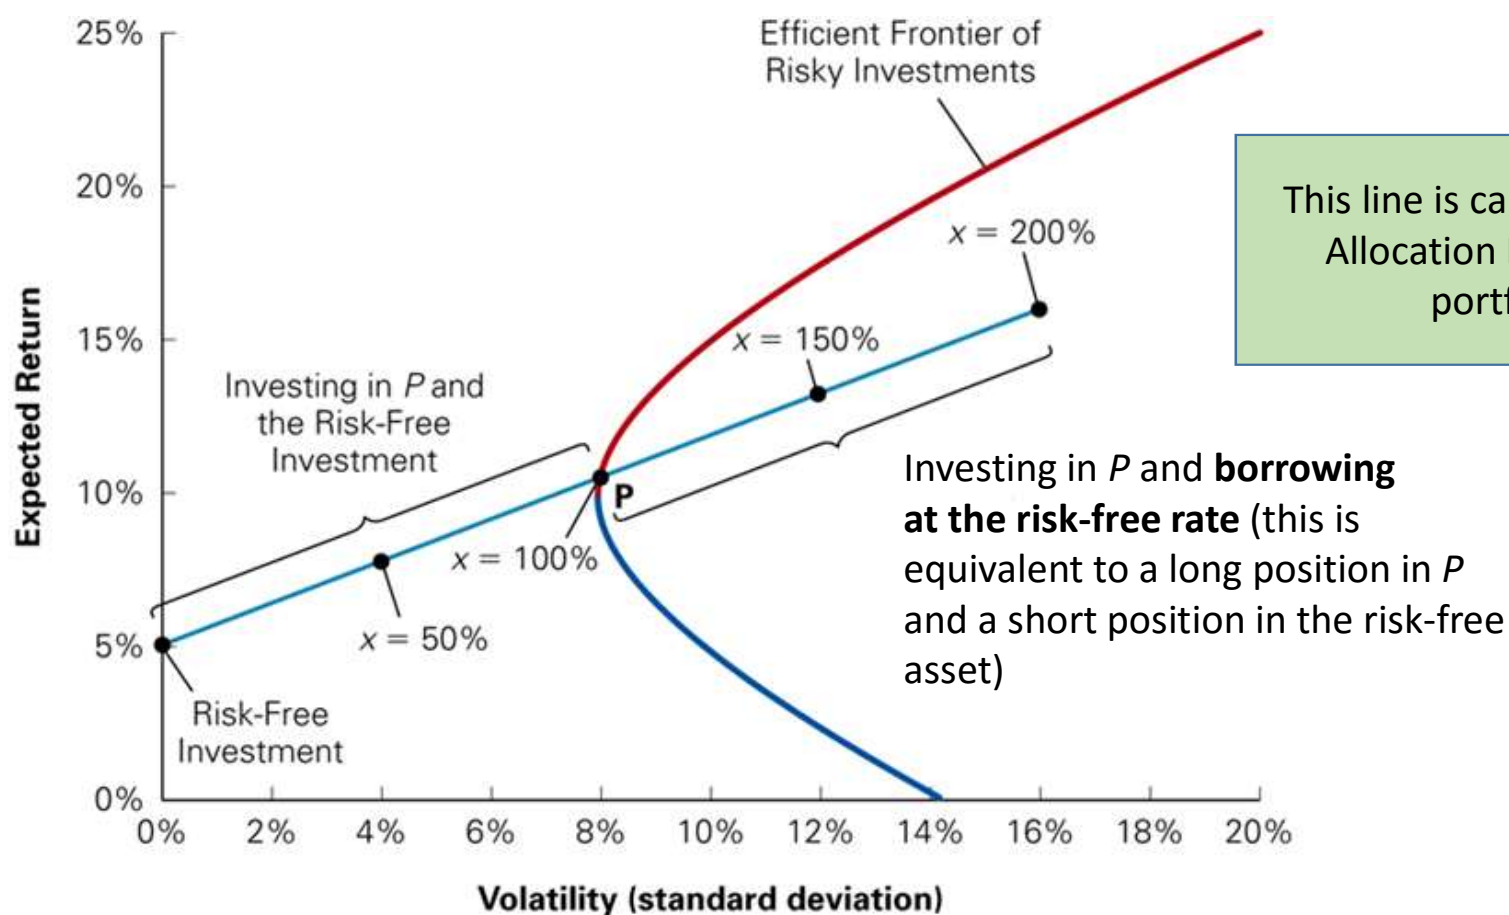 25%
20%
15%
10%
5%
0%
Expected Return
Efficient Frontier of
Risky Investments
This line is ca
Allocation
portf
x = 200%
x = 150%
Investing in P and
the Risk-Free
Investment
P
x = 100%
x = 50%
Investing in P and borrowing
at the risk-free rate (this is
equivalent to a long position in P
and a short position in the risk-free
asset)
Risk-Free
Investment
0% 2% 4% 6% 8% 10% 12% 14% 16% 18% 20%
Volatility (standard deviation)